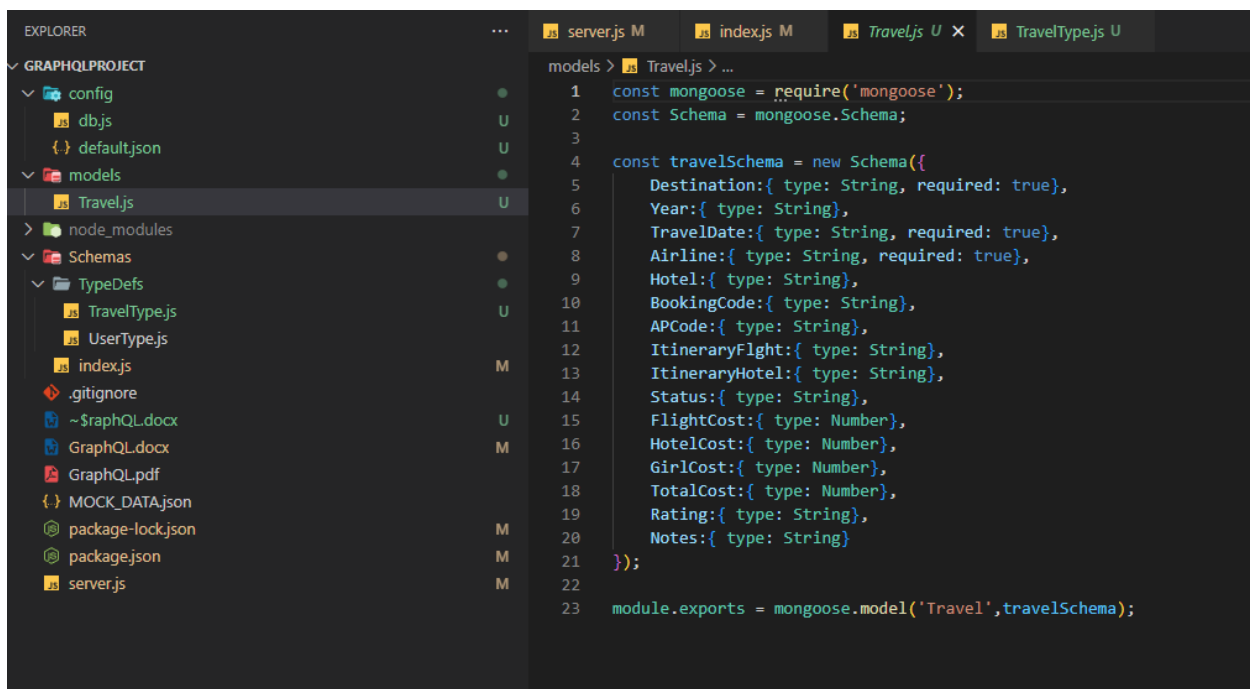 EXPLORER ...
GRAPHQLPROJECT
config
db.js U
default.json U
models
Travel.js U
node_modules
Schemas
TypeDefs
TravelType.js U
UserType.js
index.js M
.gitignore
~$raphQL.docx U
GraphQL.docx M
GraphQL.pdf
MOCK_DATA.json
package-lock.json M
package.json M
server.js M
JS server.js M JS index.js M JS Travel.js U × JS TravelType.js U
models > JS Travel.js > ...
1 const mongoose = require('mongoose');
2 const Schema = mongoose.Schema;
3
4 const travelSchema = new Schema({
5 Destination:{ type: String, required: true},
6 Year:{ type: String},
7 TravelDate:{ type: String, required: true},
8 Airline:{ type: String, required: true},
9 Hotel:{ type: String},
10 BookingCode:{ type: String},
11 APCode:{ type: String},
12 ItineraryFlght:{ type: String},
13 ItineraryHotel:{ type: String},
14 Status:{ type: String},
15 FlightCost:{ type: Number},
16 HotelCost:{ type: Number},
17 GirlCost:{ type: Number},
18 TotalCost:{ type: Number},
19 Rating:{ type: String},
20 Notes:{ type: String}
21 });
22
23 module.exports = mongoose.model('Travel',travelSchema);